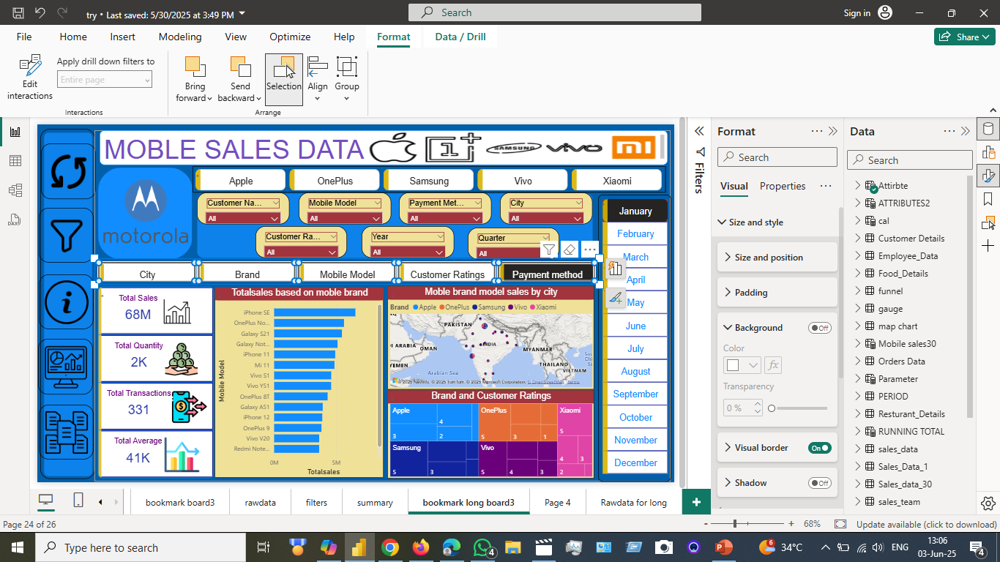 try • Last saved: 5/30/2025 at 3:49 PM
Search
Sign in
File Home Insert Modeling View Optimize Help Format Data / Drill
Share
Edit interactions
Apply drill down filters to
Entire page
Bring forward
Send backward
Selection
Align
Group
Interactions
Arrange
MOBLE SALES DATA
SAMSUNG
vivo
MI
motorola
Apple OnePlus Samsung Vivo Xiaomi
Customer Na... Mobile Model Payment Met... City
All All All All
Customer Ra... Year Quarter
All All All
City Brand Mobile Model Customer Ratings Payment method
January
February
March
April
May
June
July
August
September
October
November
December
Total Sales
68M
Total Quantity
2K
Total Transactions
331
Total Average
41K
Totalsales based on moble brand
Mobile Model
iPhone SE
OnePlus No...
Galaxy S21
Galaxy Not...
iPhone 11
Mi 11
Vivo S1
Vivo Y51
OnePlus 8T
Galaxy A51
iPhone 12
OnePlus 9
Vivo V20
Redmi Note...
0M 5M
Totalsales
Moble brand model sales by city
Brand Apple OnePlus Samsung Vivo Xiaomi
PAKISTAN
INDIA
OMAN
MYANMAR
THAILAND
VIETNAM
YEMEN
Arabian Sea
© 2025 TomTom, © 2025 Microsoft Corporation, © OpenStreetMap Terms
Brand and Customer Ratings
Apple 4 OnePlus Xiaomi
3 2 5 3 1 5
Samsung Vivo 4 3
5 3 5 4 3 2
Filters
Format
Search
Visual Properties
Size and style
Size and position
Padding
Background Off
Color
fx
Transparency
0 %
Visual border On
Shadow Off
Data
Search
Attirbte
ATTRIBUTES2
cal
Customer Details
Employee_Data
Food_Details
funnel
gauge
map chart
Mobile sales30
Orders Data
Parameter
PERIOD
Resturant_Details
RUNNING TOTAL
sales_data
Sales_Data_1
Sales_data_30
sales_team
bookmark board3 rawdata filters summary bookmark long board3 Page 4 Rawdata for long
Page 24 of 26
68%
Update available (click to download)
Type here to search
4
6
34°C
ENG
13:06
03-Jun-25
4